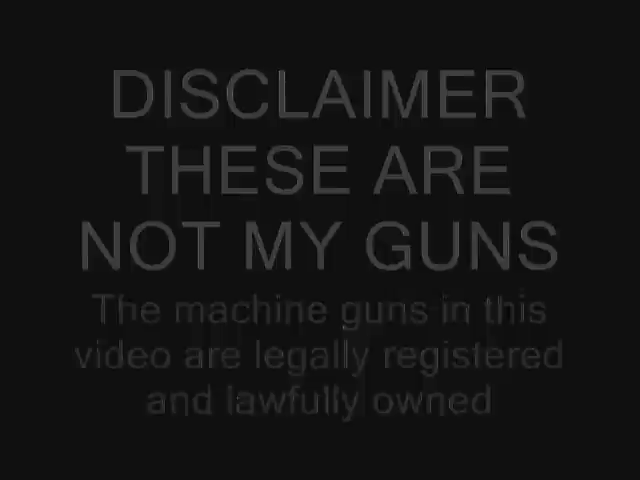 DISCLAIMER
THESE ARE
NOT MY GUNS
The machine guns in this
video are legally registered
and lawfully owned